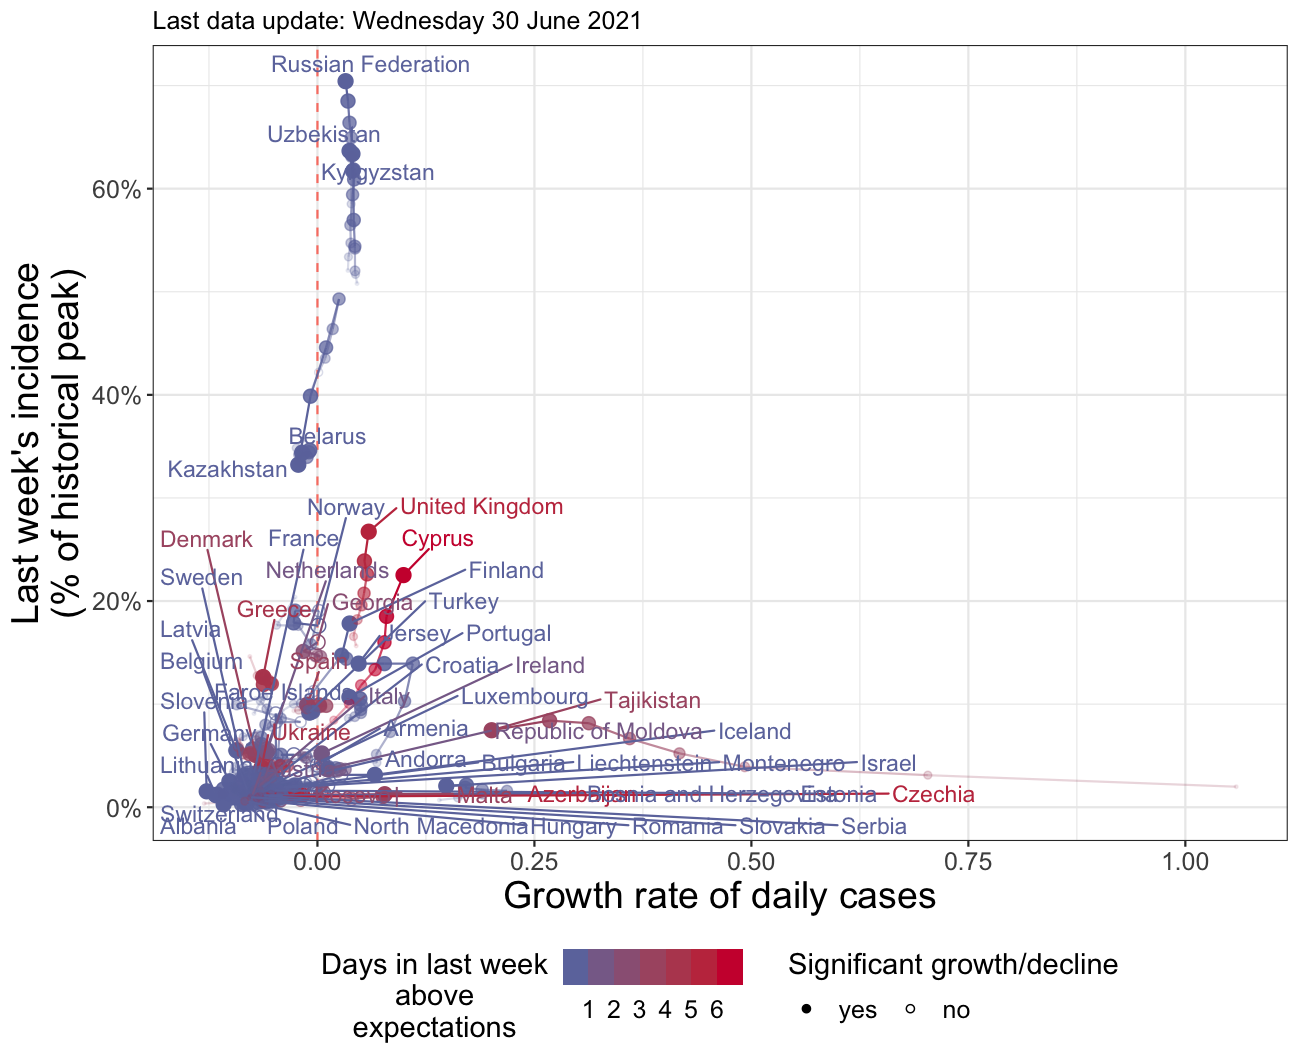 Last data update: Wednesday 30 June 2021
Last week's incidence
(% of historical peak)
60%
40%
20%
0%
Russian Federation
Uzbekistan
Kyrgyzstan
Belarus
Kazakhstan
Norway
United Kingdom
Denmark
France
Cyprus
Sweden
Netherlands
Finland
Greece
Georgia
Turkey
Latvia
Jersey
Portugal
Belgium
Spain
Croatia
Ireland
Slovenia
Faroe Islands
Italy
Luxembourg
Tajikistan
Germany
Ukraine
Armenia
Republic of Moldova
Iceland
Lithuania
Andorra
Bulgaria
Liechtenstein
Montenegro
Israel
Malta
Azerbaijan
Bosnia and Herzegovina
Estonia
Czechia
Switzerland
Albania
Poland
North Macedonia
Hungary
Romania
Slovakia
Serbia
0.00
0.25
0.50
0.75
1.00
Growth rate of daily cases
Days in last week
above
expectations
1 2 3 4 5 6
Significant growth/decline
yes
no